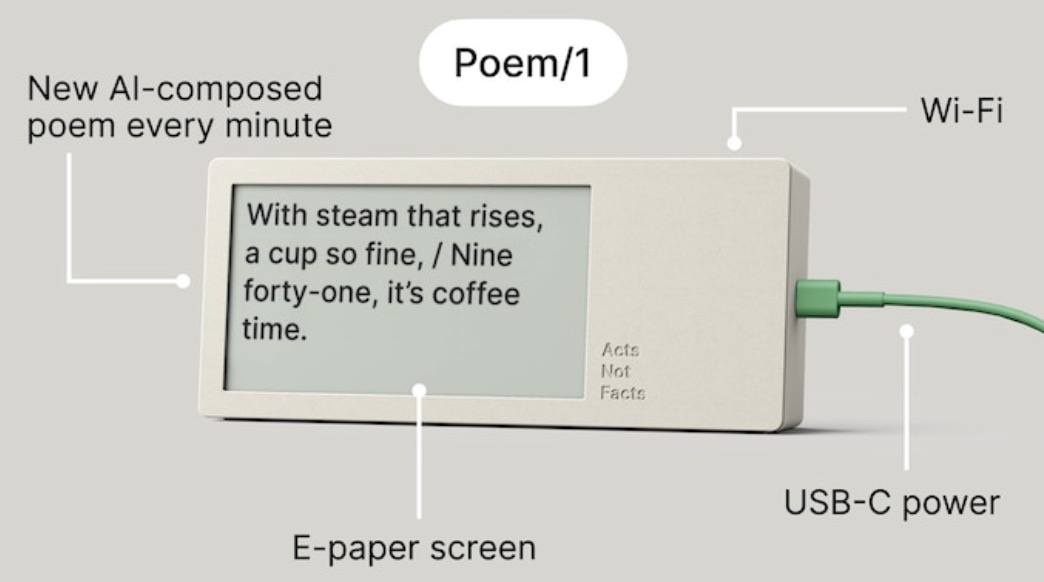 Poem/1
New AI-composed
poem every minute
Wi-Fi
With steam that rises,
a cup so fine, / Nine
forty-one, it’s coffee
time.
Acts
Not
Facts
USB-C power
E-paper screen